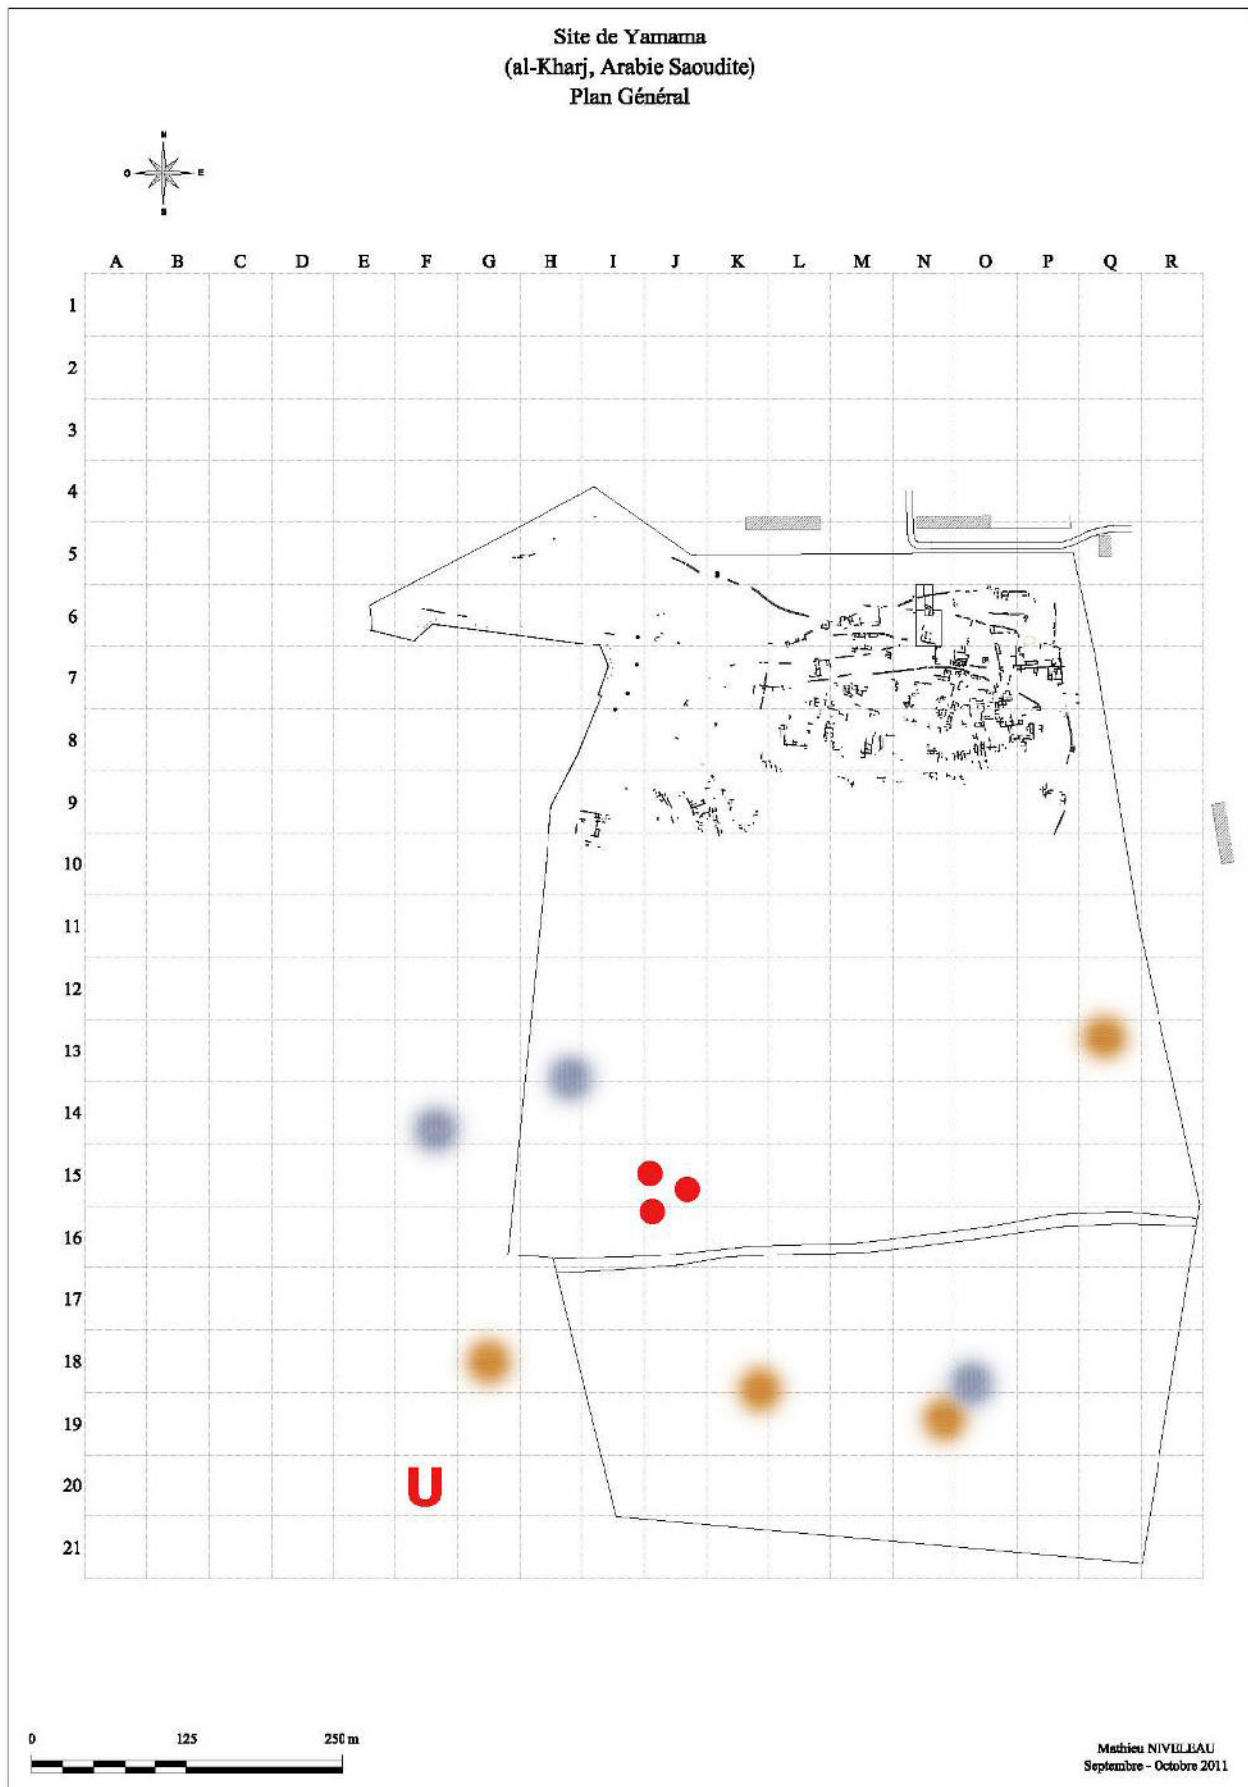 Site de Yamama
(al-Kharj, Arabie Saoudite)
Plan Général
N
O E
S
A B C D E F G H I J K L M N O P Q R
1
2
3
4
5
6
7
8
9
10
11
12
13
14
15
16
17
18
19
20
21
U
0 125 250 m
Mathieu NIVELEAU
Septembre - Octobre 2011